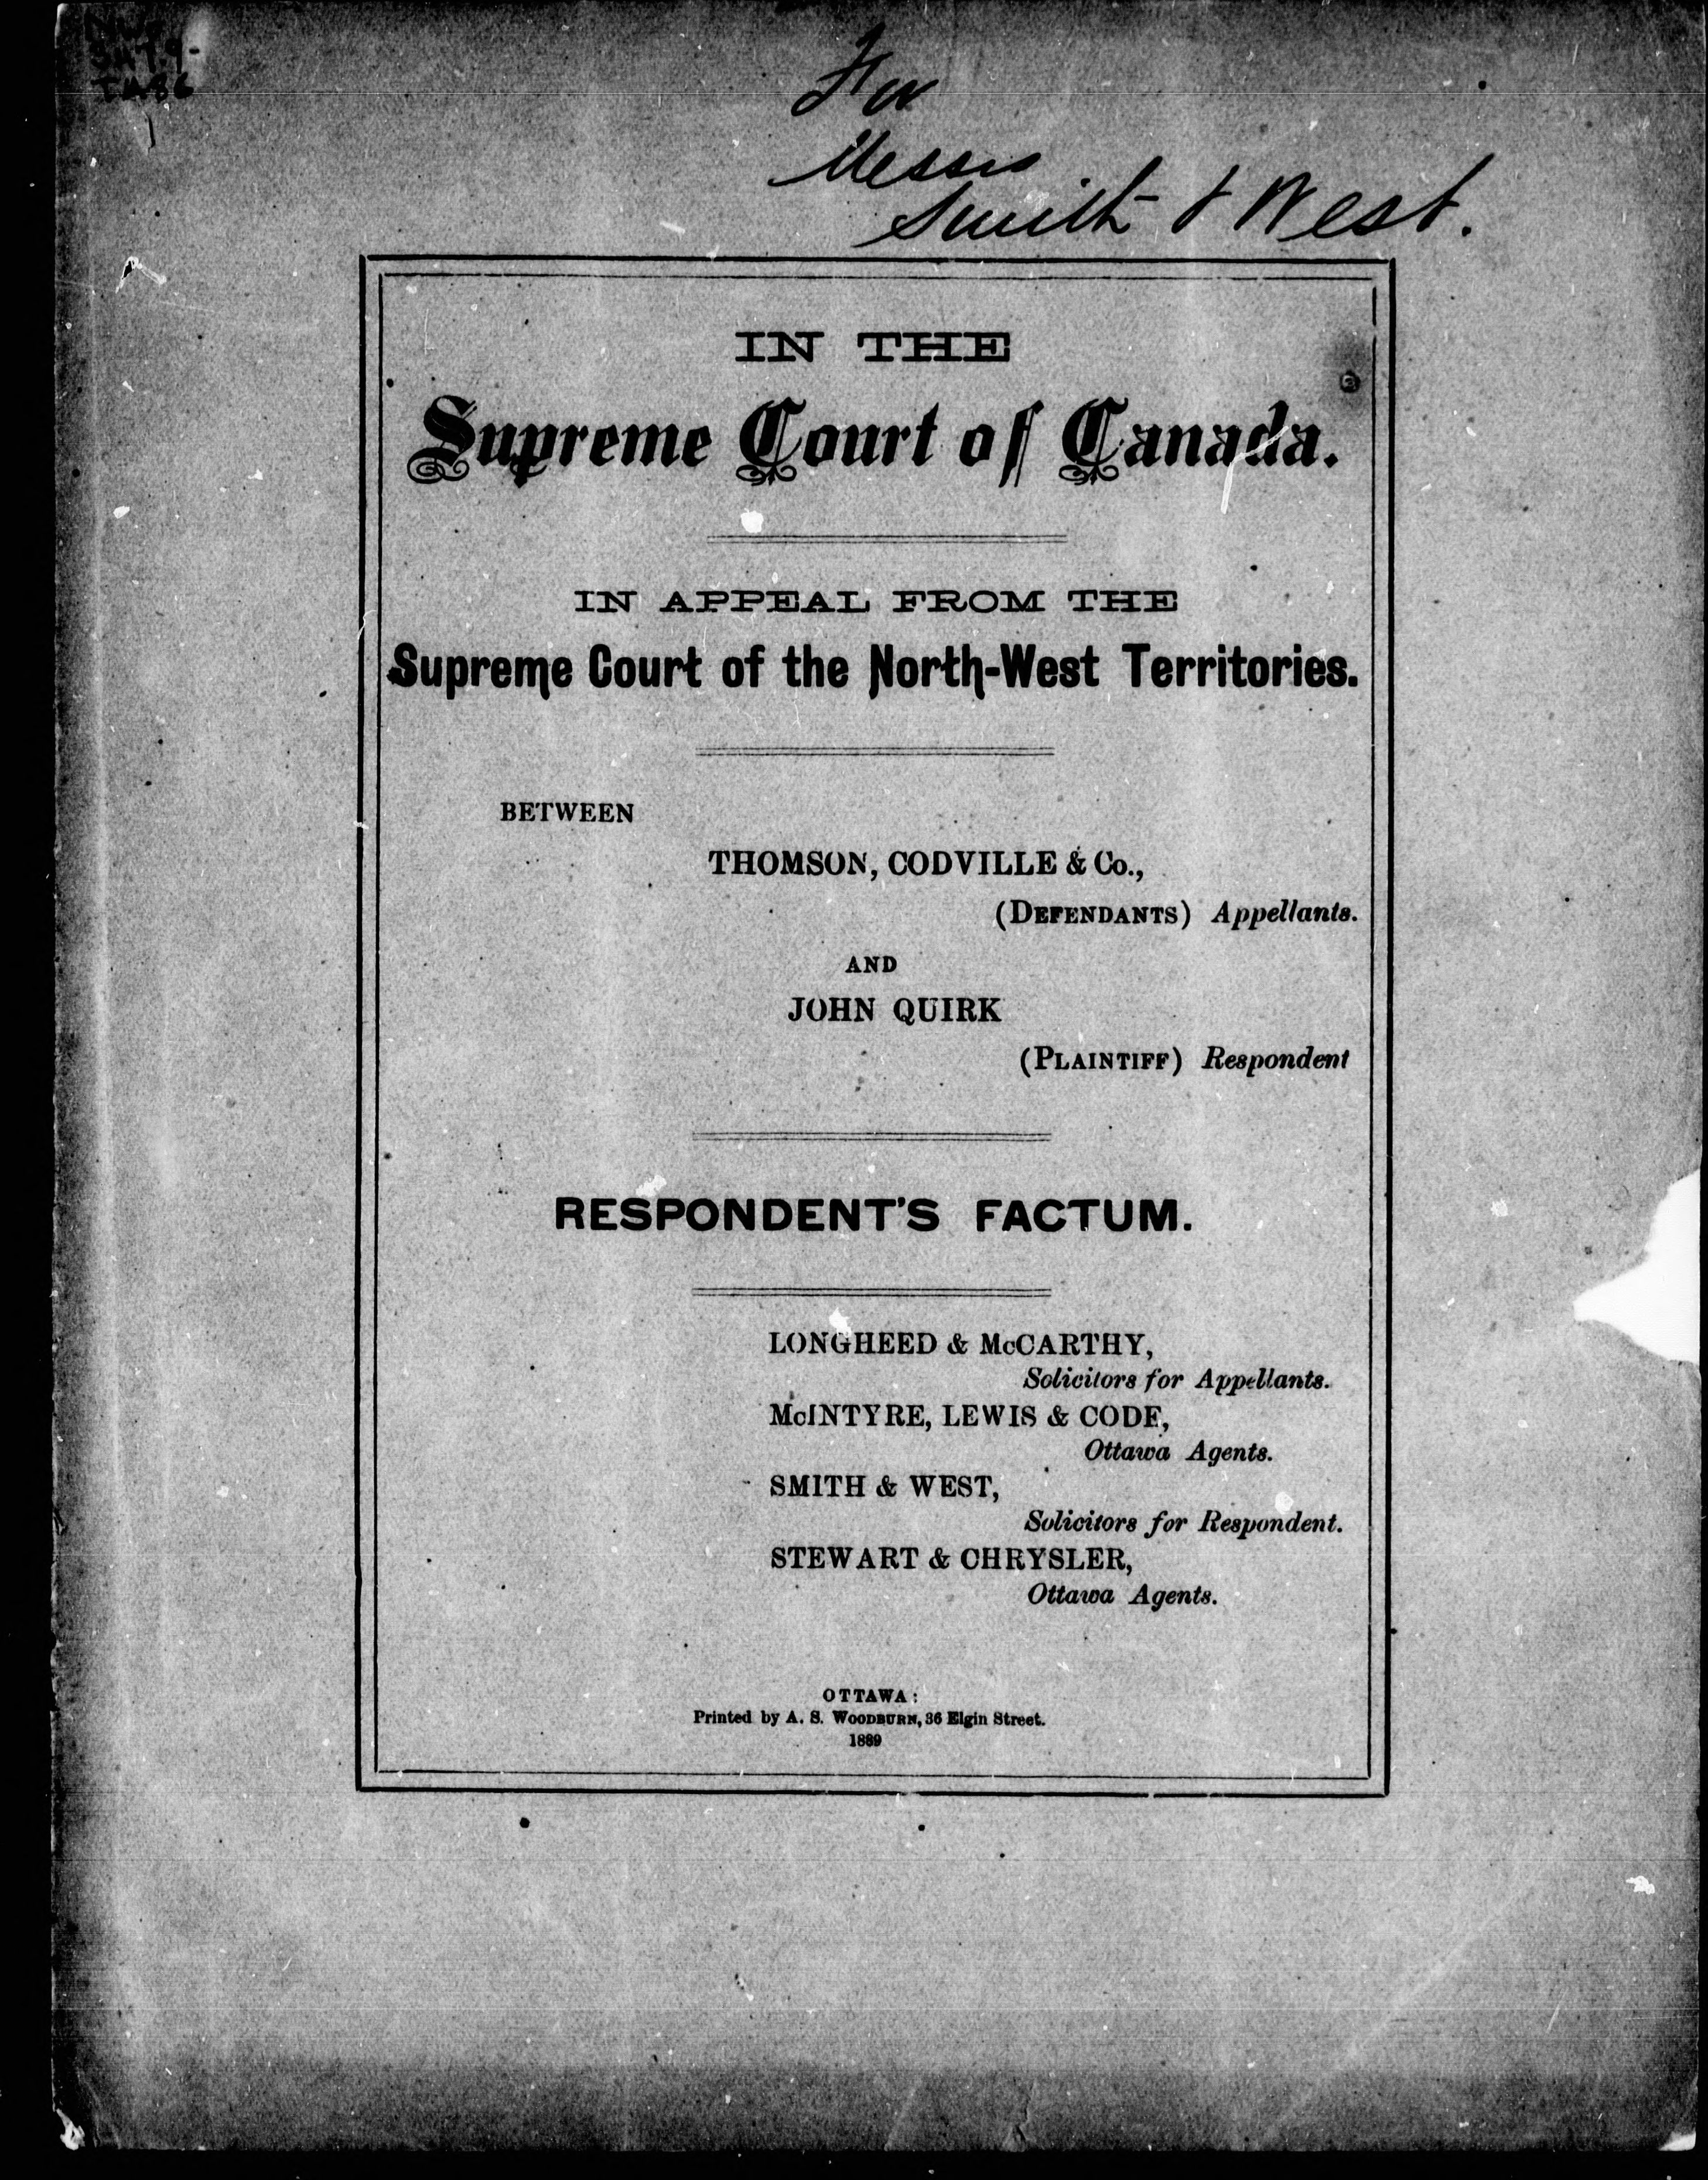 For
Messrs
Smith & West.
IN THE
Supreme Court of Canada.
IN APPEAL FROM THE
Supreme Court of the North-West Territories.
BETWEEN
THOMSON, CODVILLE & Co.,
(DEFENDANTS) Appellants.
AND
JOHN QUIRK
(PLAINTIFF) Respondent
RESPONDENT'S FACTUM.
LONGHEED & McCARTHY,
Solicitors for Appellants.
McINTYRE, LEWIS & CODE,
Ottawa Agents.
SMITH & WEST,
Solicitors for Respondent.
STEWART & CHRYSLER,
Ottawa Agents.
OTTAWA:
Printed by A. S. WOODBURN, 36 Elgin Street.
1889